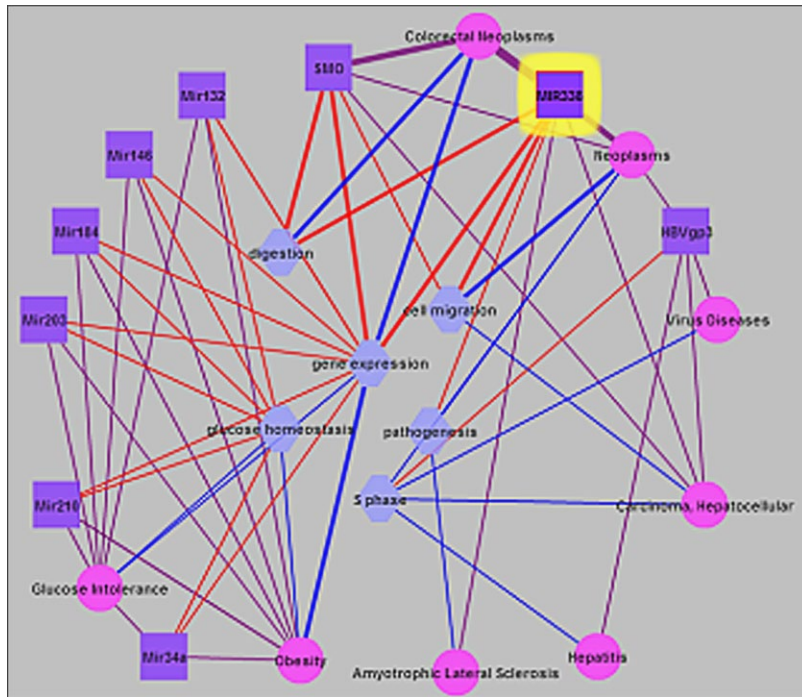 Colorectal Neoplasms
SMO
Mir132
MIR338
Mir146
Neoplasms
Mir184
HBVgp3
digestion
cell migration
Mir203
Virus Diseases
gene expression
glucose homeostasis
pathogenesis
S phase
Mir210
Carcinoma, Hepatocellular
Glucose Intolerance
Mir34a
Obesity
Amyotrophic Lateral Sclerosis
Hepatitis